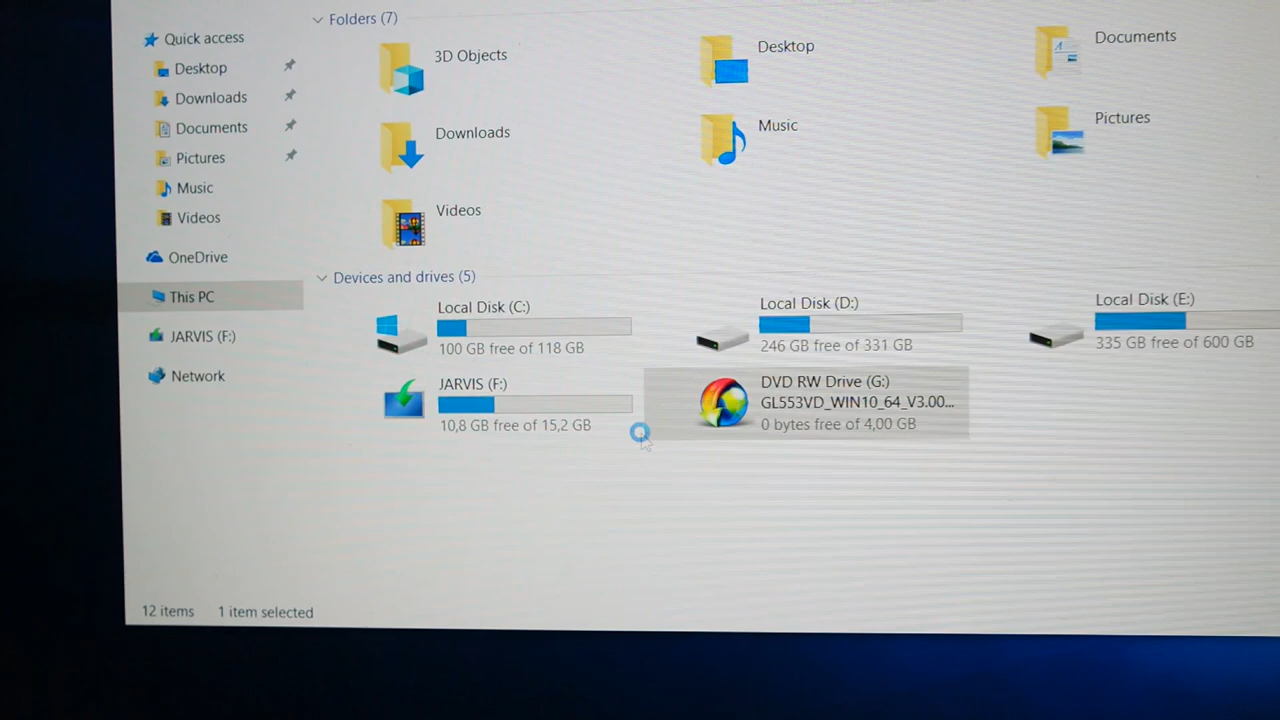 Quick access
Desktop
Downloads
Documents
Pictures
Music
Videos
OneDrive
This PC
JARVIS (F:)
Network
Folders (7)
3D Objects
Desktop
Documents
Downloads
Music
Pictures
Videos
Devices and drives (5)
Local Disk (C:)
100 GB free of 118 GB
Local Disk (D:)
246 GB free of 331 GB
Local Disk (E:)
335 GB free of 600 GB
JARVIS (F:)
10,8 GB free of 15,2 GB
DVD RW Drive (G:)
GL553VD_WIN10_64_V3.00...
0 bytes free of 4,00 GB
12 items
1 item selected